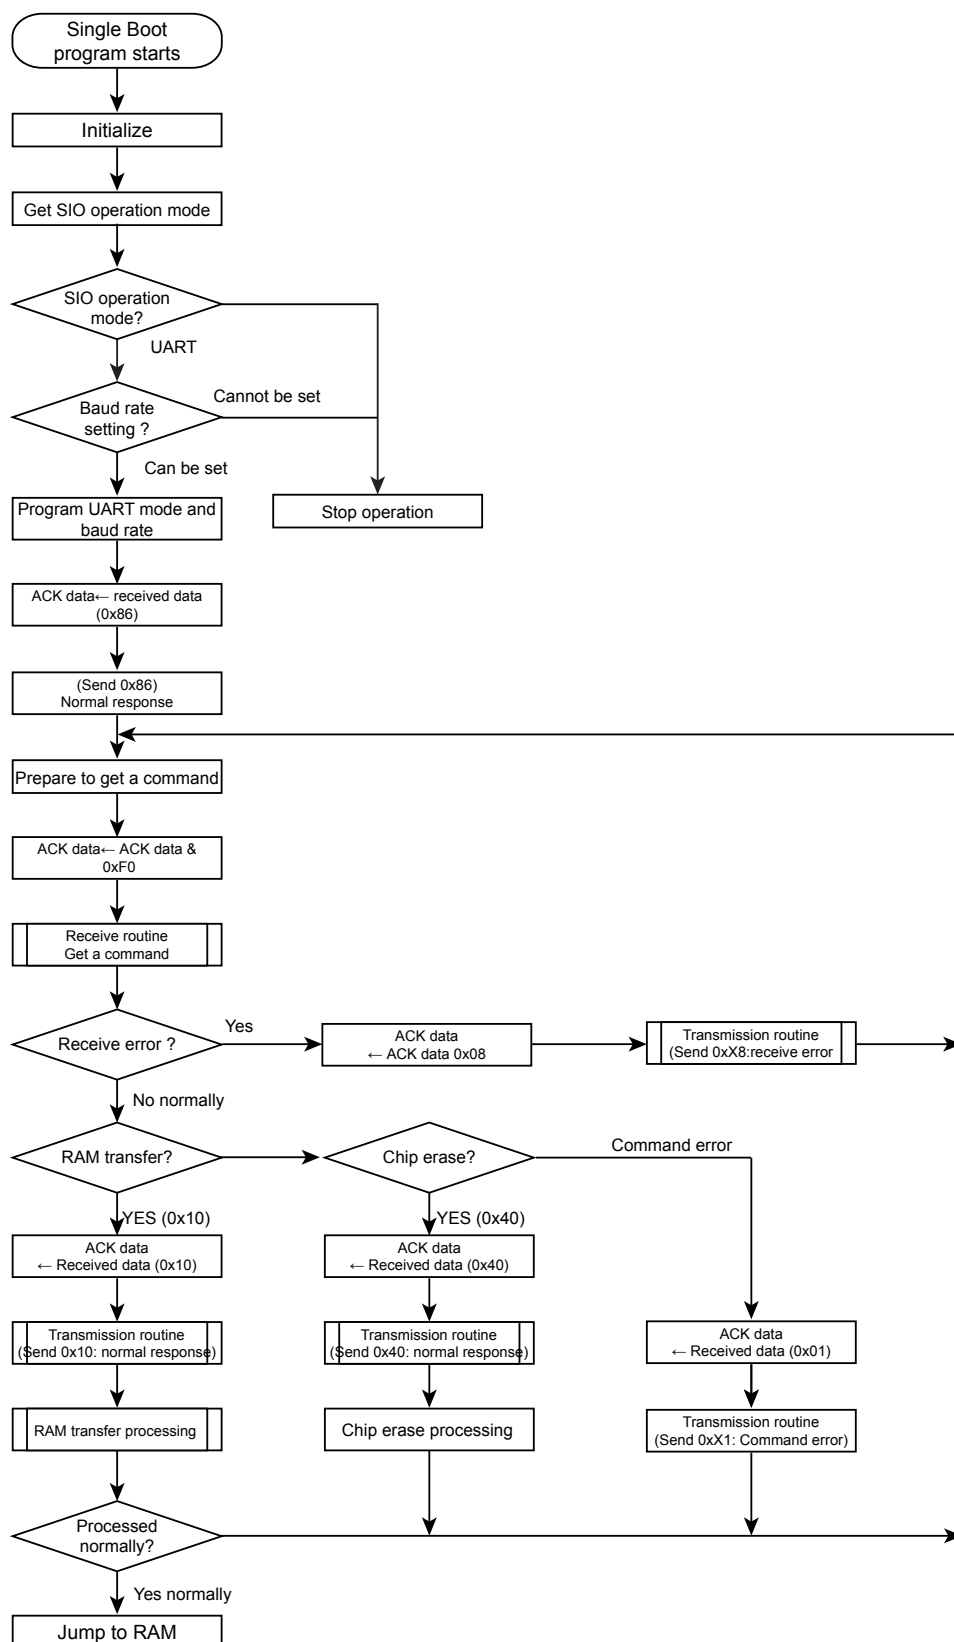 Single Boot
program starts
Initialize
Get SIO operation mode
SIO operation
mode?
UART
Baud rate
setting ?
Cannot be set
Can be set
Program UART mode and
baud rate
Stop operation
ACK data← received data
(0x86)
(Send 0x86)
Normal response
Prepare to get a command
ACK data← ACK data &
0xF0
Receive routine
Get a command
Receive error ?
Yes
ACK data
← ACK data 0x08
Transmission routine
(Send 0xX8:receive error
No normally
RAM transfer?
Chip erase?
Command error
YES (0x10)
YES (0x40)
ACK data
← Received data (0x10)
ACK data
← Received data (0x40)
Transmission routine
(Send 0x10: normal response)
Transmission routine
(Send 0x40: normal response)
ACK data
← Received data (0x01)
RAM transfer processing
Chip erase processing
Transmission routine
(Send 0xX1: Command error)
Processed
normally?
Yes normally
Jump to RAM